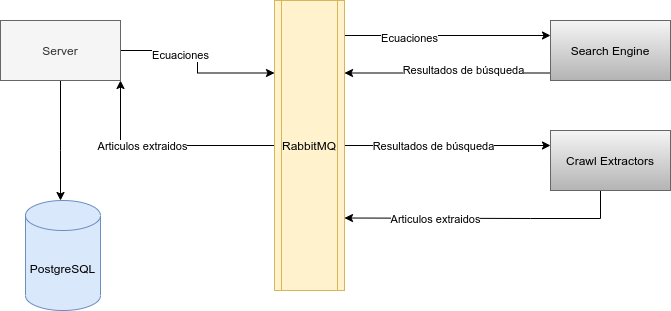 Server
Ecuaciones
Ecuaciones
Search Engine
Resultados de búsqueda
Articulos extraidos
RabbitMQ
Resultados de búsqueda
Crawl Extractors
Articulos extraidos
PostgreSQL